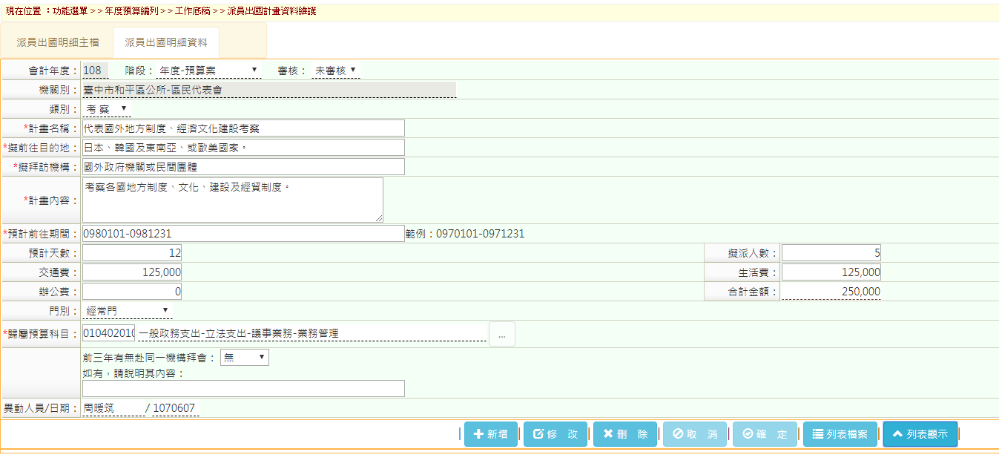 現在位置 ：功能選單 > > 年度預算編列 > > 工作底稿 > > 派員出國計畫資料維護
派員出國明細主檔 派員出國明細資料
會計年度： 108 階段： 年度-預算案 審核： 未審核
機關別： 臺中市和平區公所-區民代表會
類別： 考 察
*計畫名稱： 代表國外地方制度、經濟文化建設考察
*擬前往目的地： 日本、韓國及東南亞、或歐美國家。
*擬拜訪機構： 國外政府機關或民間團體
*計畫內容： 考察各國地方制度、文化、建設及經貿制度。
*預計前往期間： 0980101-0981231 範例：0970101-0971231
預計天數： 12 擬派人數： 5
交通費： 125,000 生活費： 125,000
辦公費： 0 合計金額： 250,000
門別： 經常門
*歸屬預算科目： 010402010 一般政務支出-立法支出-議事業務-業務管理 ...
前三年有無赴同一機構拜會： 無
如有，請說明其內容：
異動人員/日期： 周暖筑 / 1070607
新增 修 改 刪 除 取 消 確 定 列表檔案 列表顯示